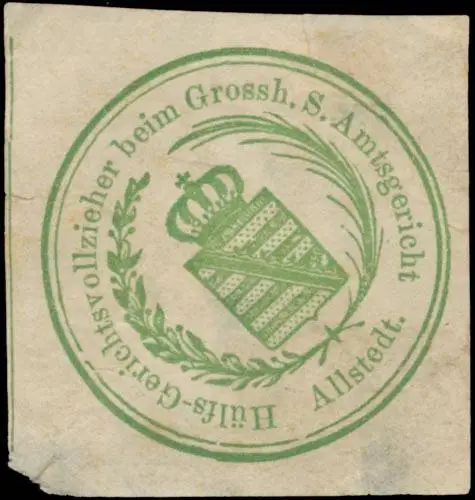 Hülfs-Gerichtsvollzieher beim Grossh. S. Amtsgericht
Allstedt.